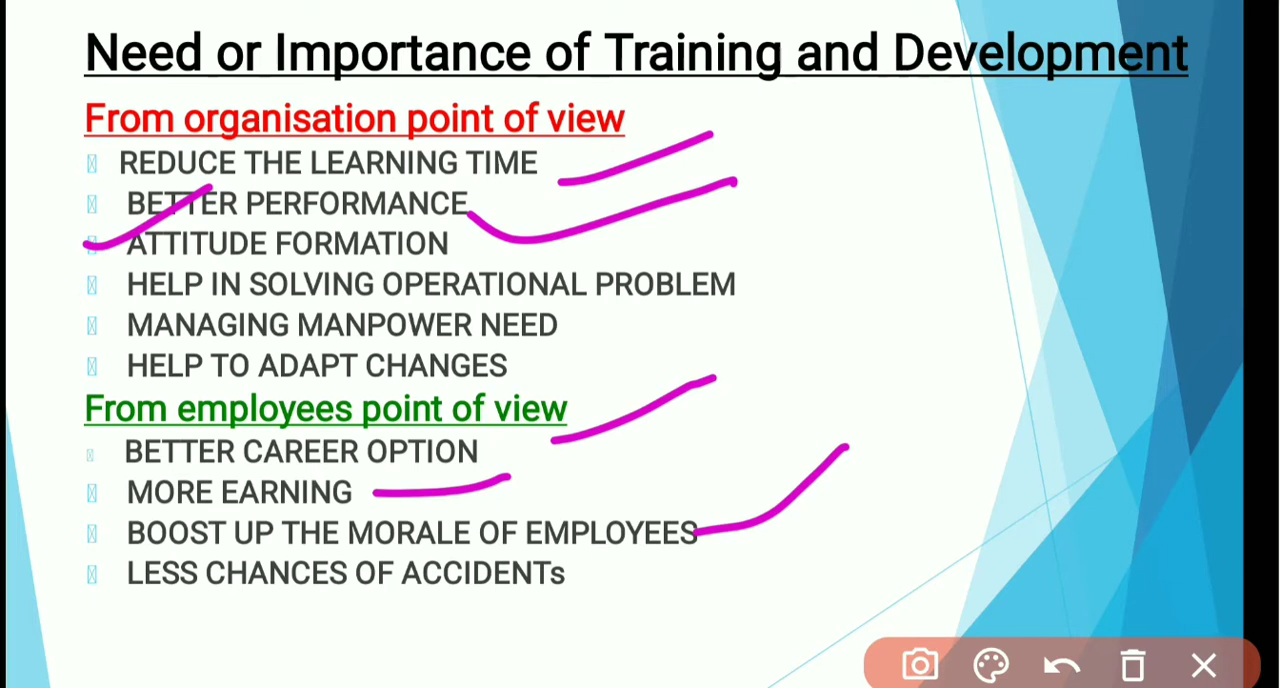 Need or Importance of Training and Development
From organisation point of view
REDUCE THE LEARNING TIME
BETTER PERFORMANCE
ATTITUDE FORMATION
HELP IN SOLVING OPERATIONAL PROBLEM
MANAGING MANPOWER NEED
HELP TO ADAPT CHANGES
From employees point of view
BETTER CAREER OPTION
MORE EARNING
BOOST UP THE MORALE OF EMPLOYEES
LESS CHANCES OF ACCIDENTs